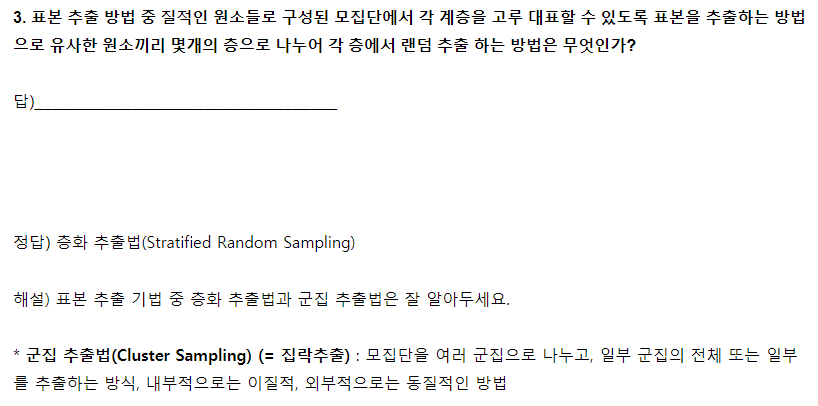 3. 표본 추출 방법 중 질적인 원소들로 구성된 모집단에서 각 계층을 고루 대표할 수 있도록 표본을 추출하는 방법
으로 유사한 원소끼리 몇개의 층으로 나누어 각 층에서 랜덤 추출 하는 방법은 무엇인가?
답)__________________________________
정답) 층화 추출법(Stratified Random Sampling)
해설) 표본 추출 기법 중 층화 추출법과 군집 추출법은 잘 알아두세요.
* 군집 추출법(Cluster Sampling) (= 집락추출) : 모집단을 여러 군집으로 나누고, 일부 군집의 전체 또는 일부
를 추출하는 방식, 내부적으로는 이질적, 외부적으로는 동질적인 방법